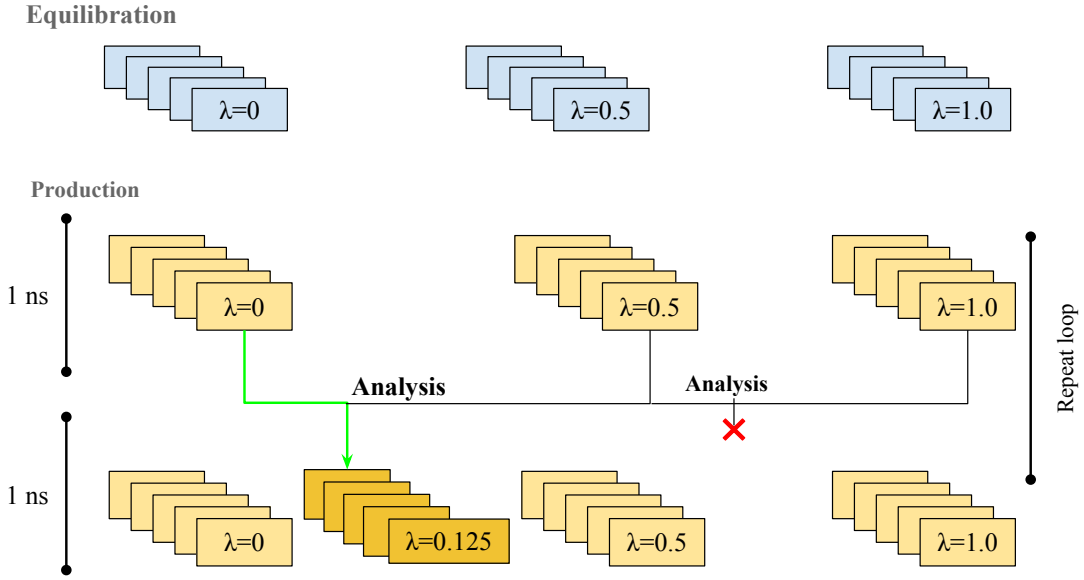 Equilibration
λ=0
λ=0.5
λ=1.0
Production
1 ns
λ=0
λ=0.5
λ=1.0
Repeat loop
Analysis
Analysis
1 ns
λ=0
λ=0.125
λ=0.5
λ=1.0